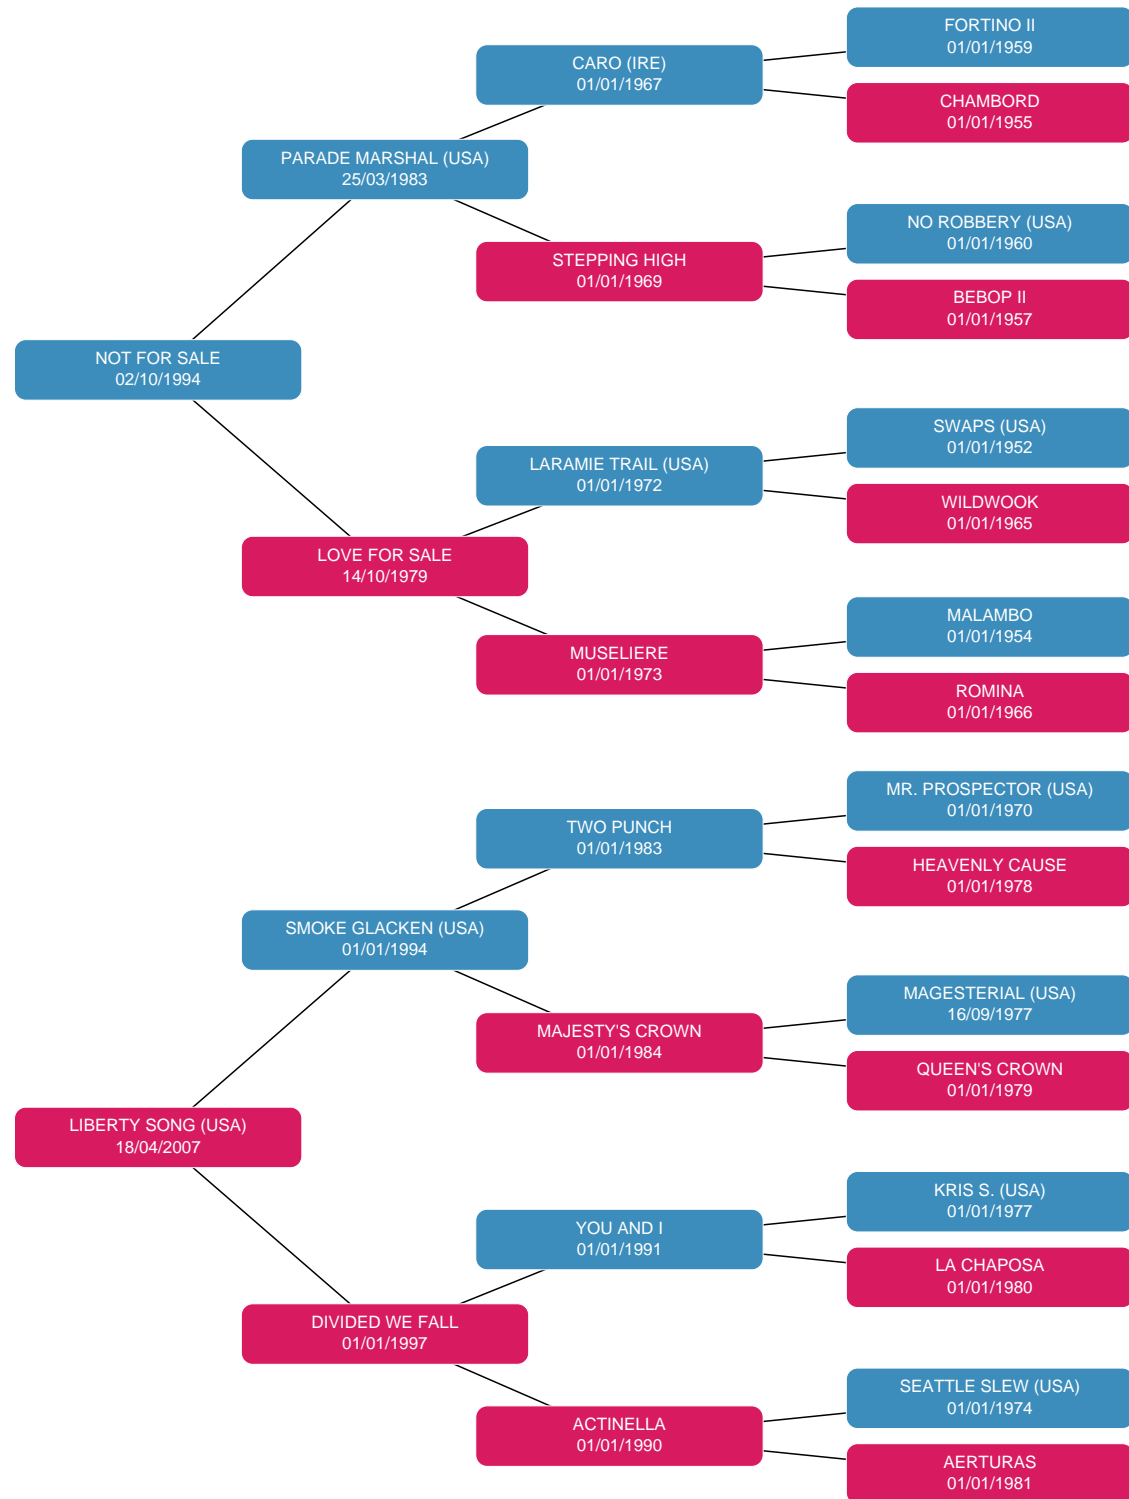 FORTINO II
01/01/1959
CARO (IRE)
01/01/1967
CHAMBORD
01/01/1955
PARADE MARSHAL (USA)
25/03/1983
NO ROBBERY (USA)
01/01/1960
STEPPING HIGH
01/01/1969
BEBOP II
01/01/1957
NOT FOR SALE
02/10/1994
SWAPS (USA)
01/01/1952
LARAMIE TRAIL (USA)
01/01/1972
WILDWOOK
01/01/1965
LOVE FOR SALE
14/10/1979
MALAMBO
01/01/1954
MUSELIERE
01/01/1973
ROMINA
01/01/1966
MR. PROSPECTOR (USA)
01/01/1970
TWO PUNCH
01/01/1983
HEAVENLY CAUSE
01/01/1978
SMOKE GLACKEN (USA)
01/01/1994
MAGESTERIAL (USA)
16/09/1977
MAJESTY'S CROWN
01/01/1984
QUEEN'S CROWN
01/01/1979
LIBERTY SONG (USA)
18/04/2007
KRIS S. (USA)
01/01/1977
YOU AND I
01/01/1991
LA CHAPOSA
01/01/1980
DIVIDED WE FALL
01/01/1997
SEATTLE SLEW (USA)
01/01/1974
ACTINELLA
01/01/1990
AERTURAS
01/01/1981